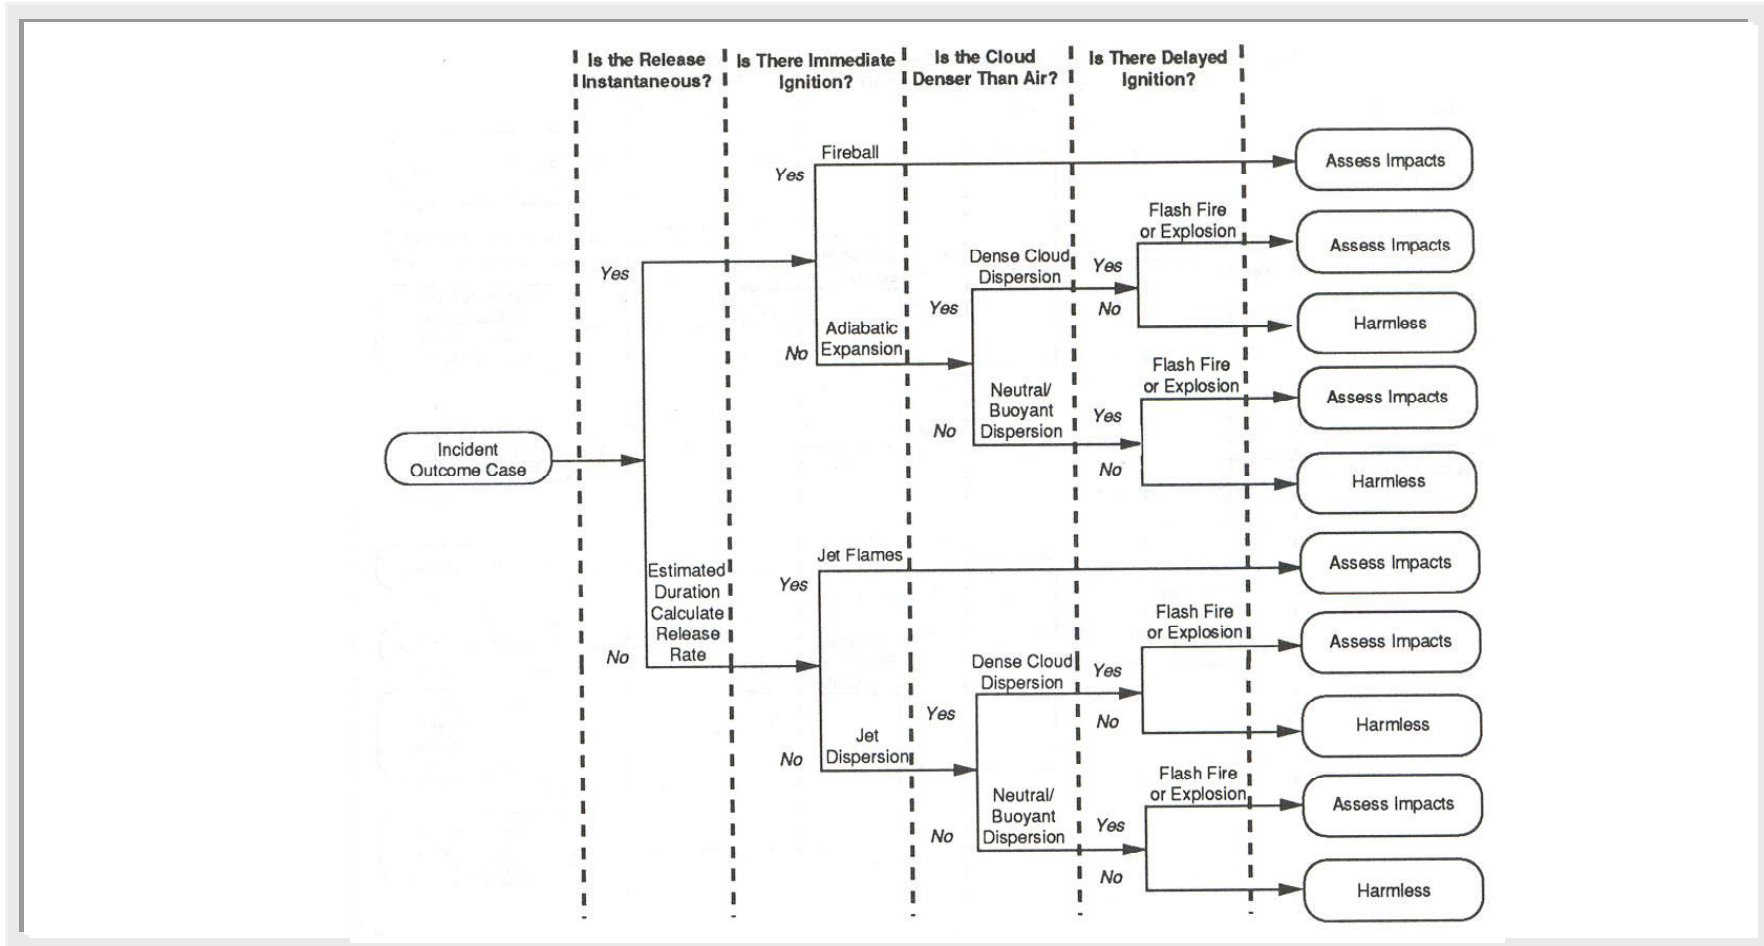 Is the Release
Instantaneous?
Is There Immediate
Ignition?
Is the Cloud
Denser Than Air?
Is There Delayed
Ignition?
Fireball
Yes
Assess Impacts
Flash Fire
or Explosion
Assess Impacts
Yes
Dense Cloud
Dispersion
Yes
No
Yes
Harmless
Adiabatic
Expansion
No
Flash Fire
or Explosion
Assess Impacts
Neutral/
Buoyant
Dispersion
No
Yes
No
Harmless
Incident
Outcome Case
Jet Flames
Yes
Assess Impacts
Estimated
Duration
Calculate
Release
Rate
No
Flash Fire
or Explosion
Assess Impacts
Dense Cloud
Dispersion
Yes
No
Yes
Harmless
Jet
Dispersion
No
Flash Fire
or Explosion
Assess Impacts
Neutral/
Buoyant
Dispersion
No
Yes
No
Harmless